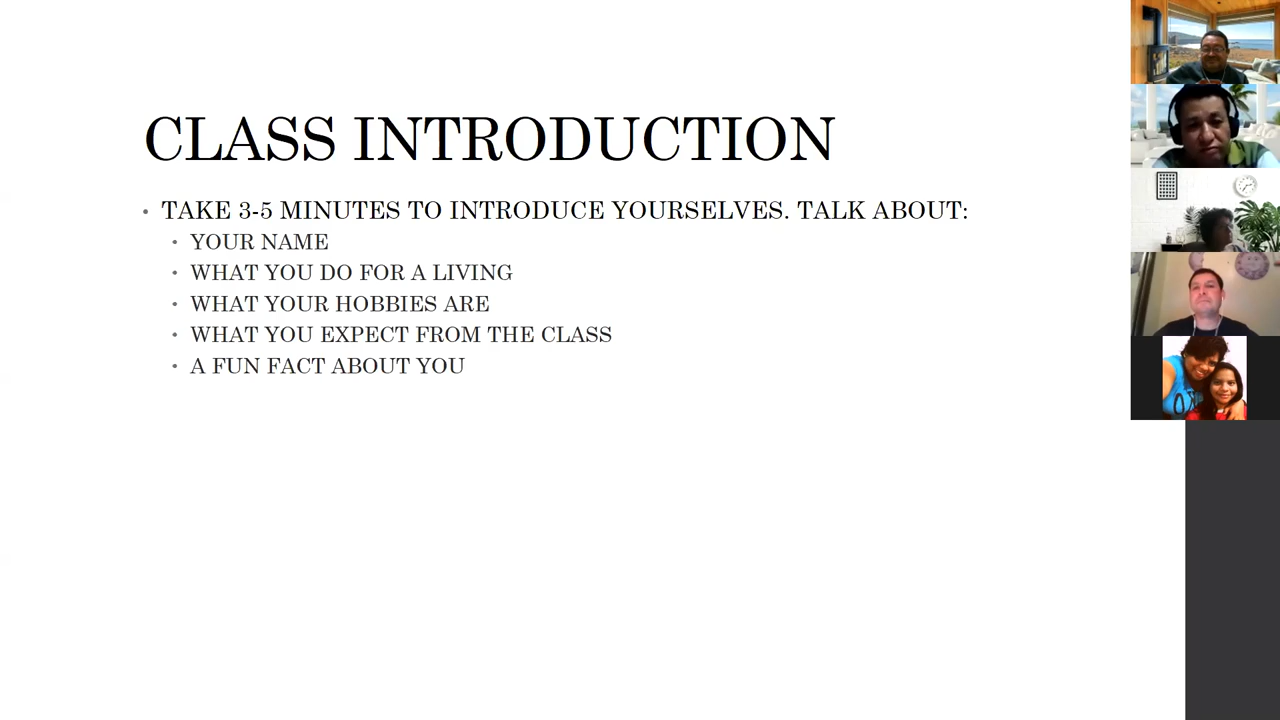 CLASS INTRODUCTION
• TAKE 3-5 MINUTES TO INTRODUCE YOURSELVES. TALK ABOUT:
• YOUR NAME
• WHAT YOU DO FOR A LIVING
• WHAT YOUR HOBBIES ARE
• WHAT YOU EXPECT FROM THE CLASS
• A FUN FACT ABOUT YOU